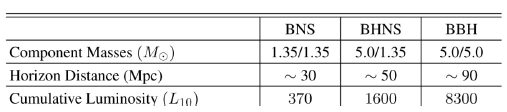 BNS BHNS BBH
Component Masses (M⊙) 1.35/1.35 5.0/1.35 5.0/5.0
Horizon Distance (Mpc) ∼ 30 ∼ 50 ∼ 90
Cumulative Luminosity (L10) 370 1600 8300